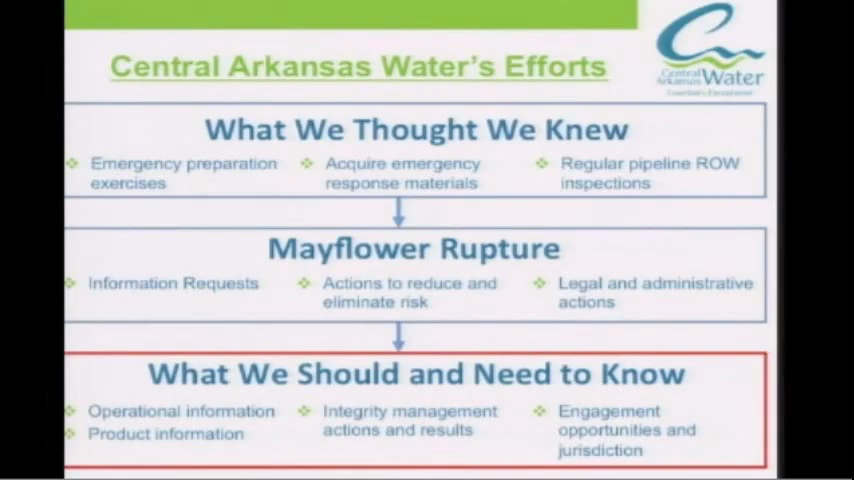 Central Arkansas Water's Efforts
Central
Arkansas Water
What We Thought We Knew
Emergency preparation exercises
Acquire emergency response materials
Regular pipeline ROW inspections
Mayflower Rupture
Information Requests
Actions to reduce and eliminate risk
Legal and administrative actions
What We Should and Need to Know
Operational information
Product information
Integrity management actions and results
Engagement opportunities and jurisdiction